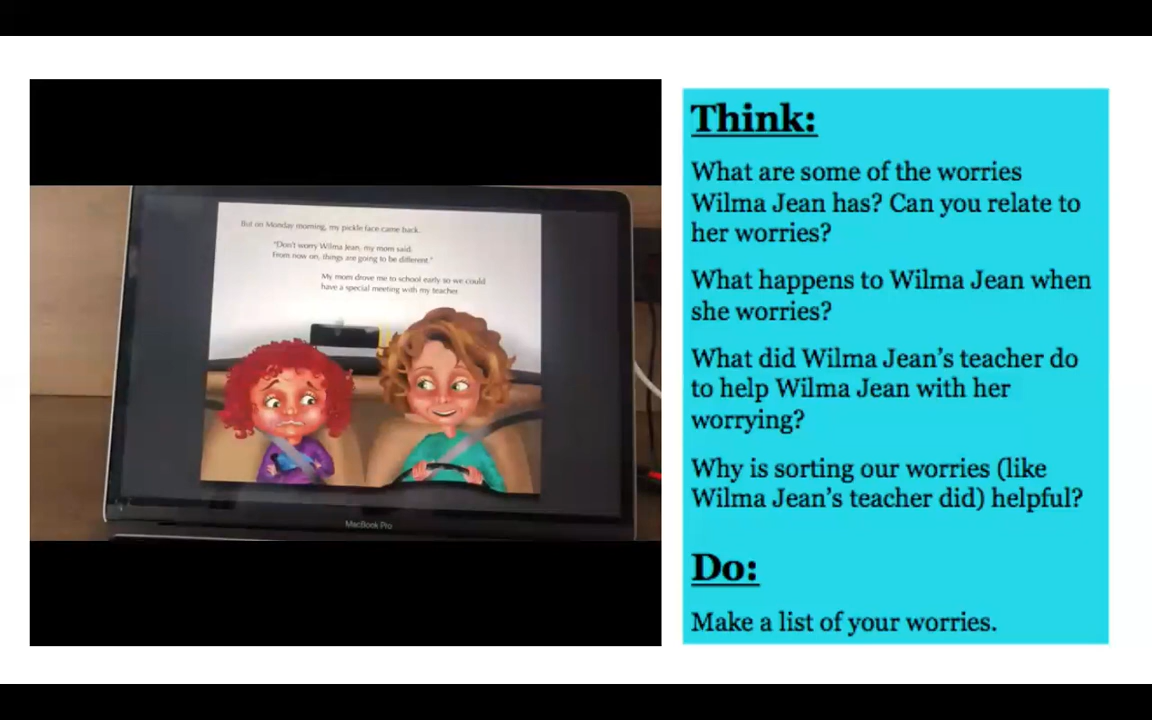 But on Monday morning, my pickle face came back.
"Don't worry Wilma Jean, my mom said.
From now on, things are going to be different."
My mom drove me to school early so we could
have a special meeting with my teacher.
MacBook Pro
Think:
What are some of the worries
Wilma Jean has? Can you relate to
her worries?
What happens to Wilma Jean when
she worries?
What did Wilma Jean's teacher do
to help Wilma Jean with her
worrying?
Why is sorting our worries (like
Wilma Jean's teacher did) helpful?
Do:
Make a list of your worries.